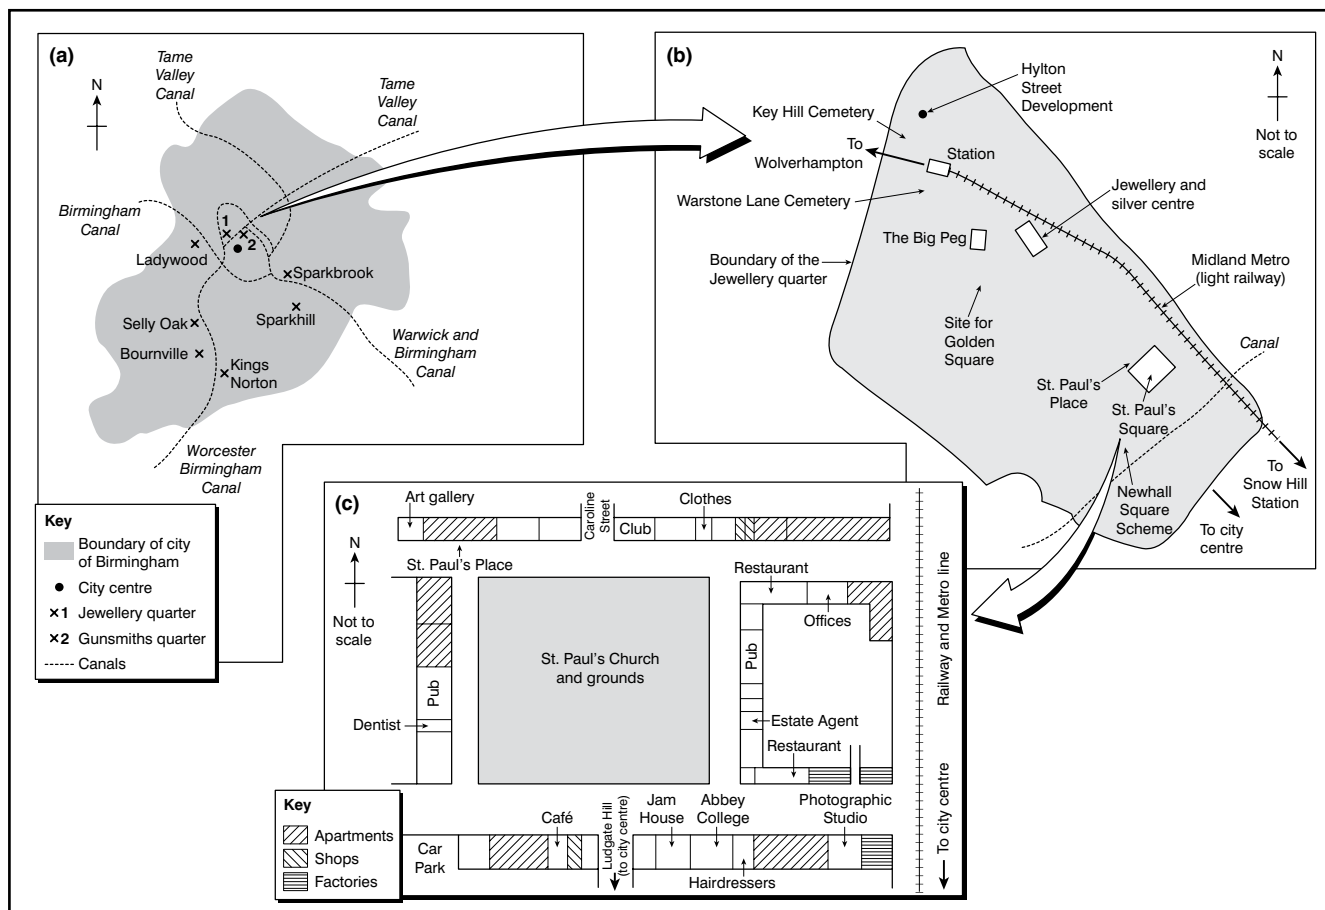 (a)
N
Tame
Valley
Canal
Tame
Valley
Canal
Birmingham
Canal
1
2
Ladywood
Sparkbrook
Selly Oak
Sparkhill
Bournville
Kings
Norton
Warwick and
Birmingham
Canal
Worcester
Birmingham
Canal
Key
Boundary of city
of Birmingham
City centre
1 Jewellery quarter
2 Gunsmiths quarter
Canals
(b)
N
Not to
scale
Hylton
Street
Development
Key Hill Cemetery
To
Wolverhampton
Station
Warstone Lane Cemetery
Jewellery and
silver centre
The Big Peg
Boundary of the
Jewellery quarter
Midland Metro
(light railway)
Site for
Golden
Square
Canal
St. Paul's
Place
St. Paul's
Square
Newhall
Square
Scheme
To
Snow Hill
Station
To city
centre
(c)
N
Not to
scale
Art gallery
Caroline
Street
Clothes
Club
St. Paul's Place
Restaurant
Offices
Pub
St. Paul's Church
and grounds
Pub
Dentist
Estate Agent
Restaurant
Railway and Metro line
To city centre
Café
Ludgate Hill
(to city centre)
Jam
House
Abbey
College
Photographic
Studio
Car
Park
Hairdressers
Key
Apartments
Shops
Factories